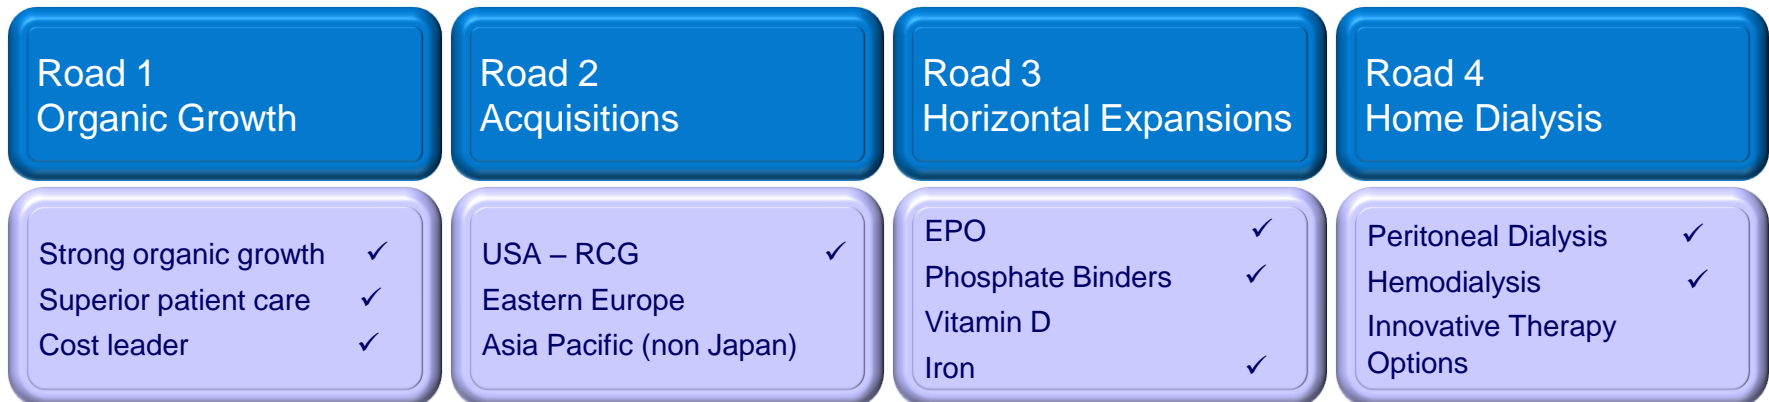 Road 1
Organic Growth
Strong organic growth ✓
Superior patient care ✓
Cost leader ✓
Road 2
Acquisitions
USA – RCG ✓
Eastern Europe
Asia Pacific (non Japan)
Road 3
Horizontal Expansions
EPO ✓
Phosphate Binders ✓
Vitamin D
Iron ✓
Road 4
Home Dialysis
Peritoneal Dialysis ✓
Hemodialysis ✓
Innovative Therapy
Options